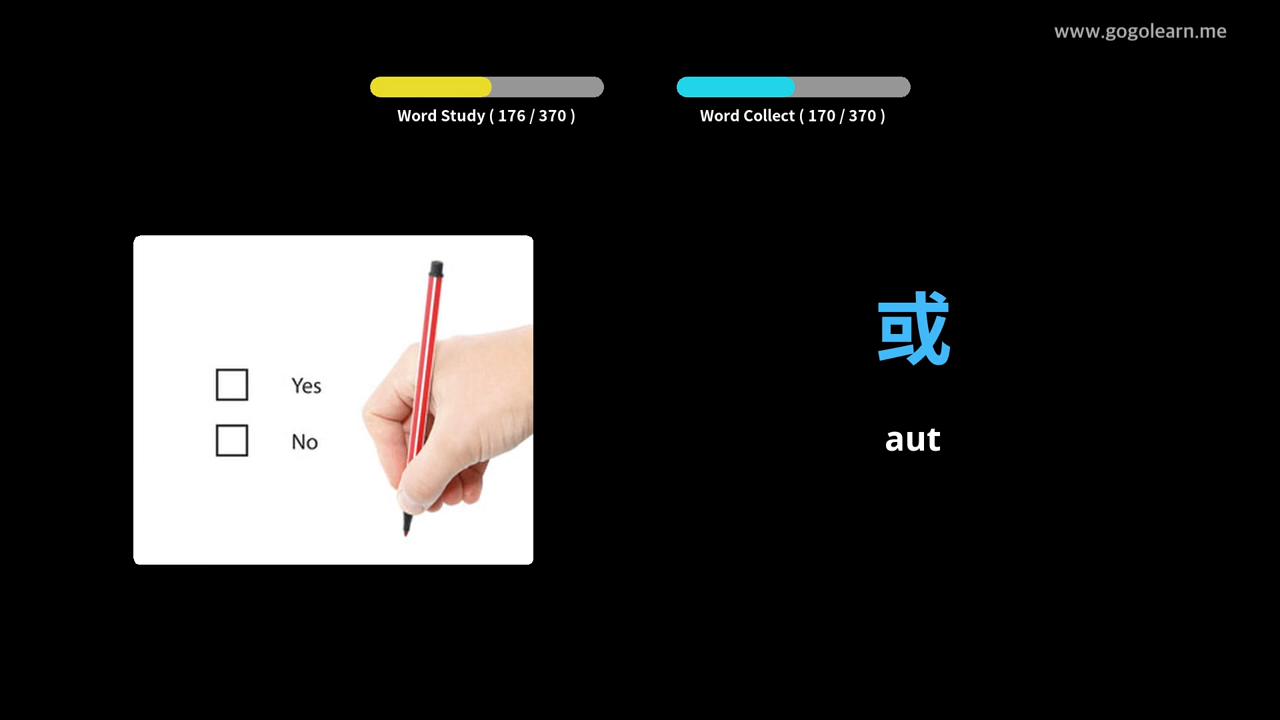 www.gogolearn.me
Word Study ( 176 / 370 )
Word Collect ( 170 / 370 )
Yes
No
或
aut